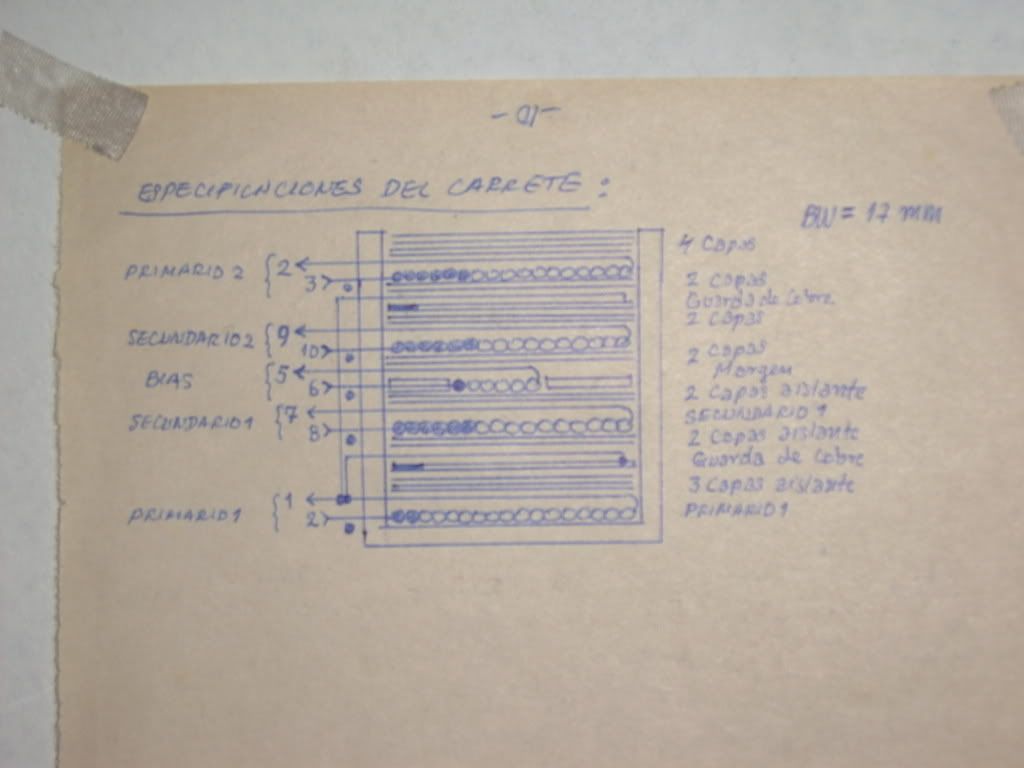 -01-
ESPECIFICACIONES DEL CARRETE:
BW = 17 mm
4 Capas
PRIMARIO 2 { 2
3
2 Capas
Guarda de Cobre
2 Capas
SECUNDARIO 2 { 9
10
2 Capas
Margen
BIAS { 5
6
2 Capas aislante
SECUNDARIO 1 { 7
8
SECUNDARIO 1
2 Capas aislante
Guarda de Cobre
3 Capas aislante
PRIMARIO 1 { 1
2
PRIMARIO 1